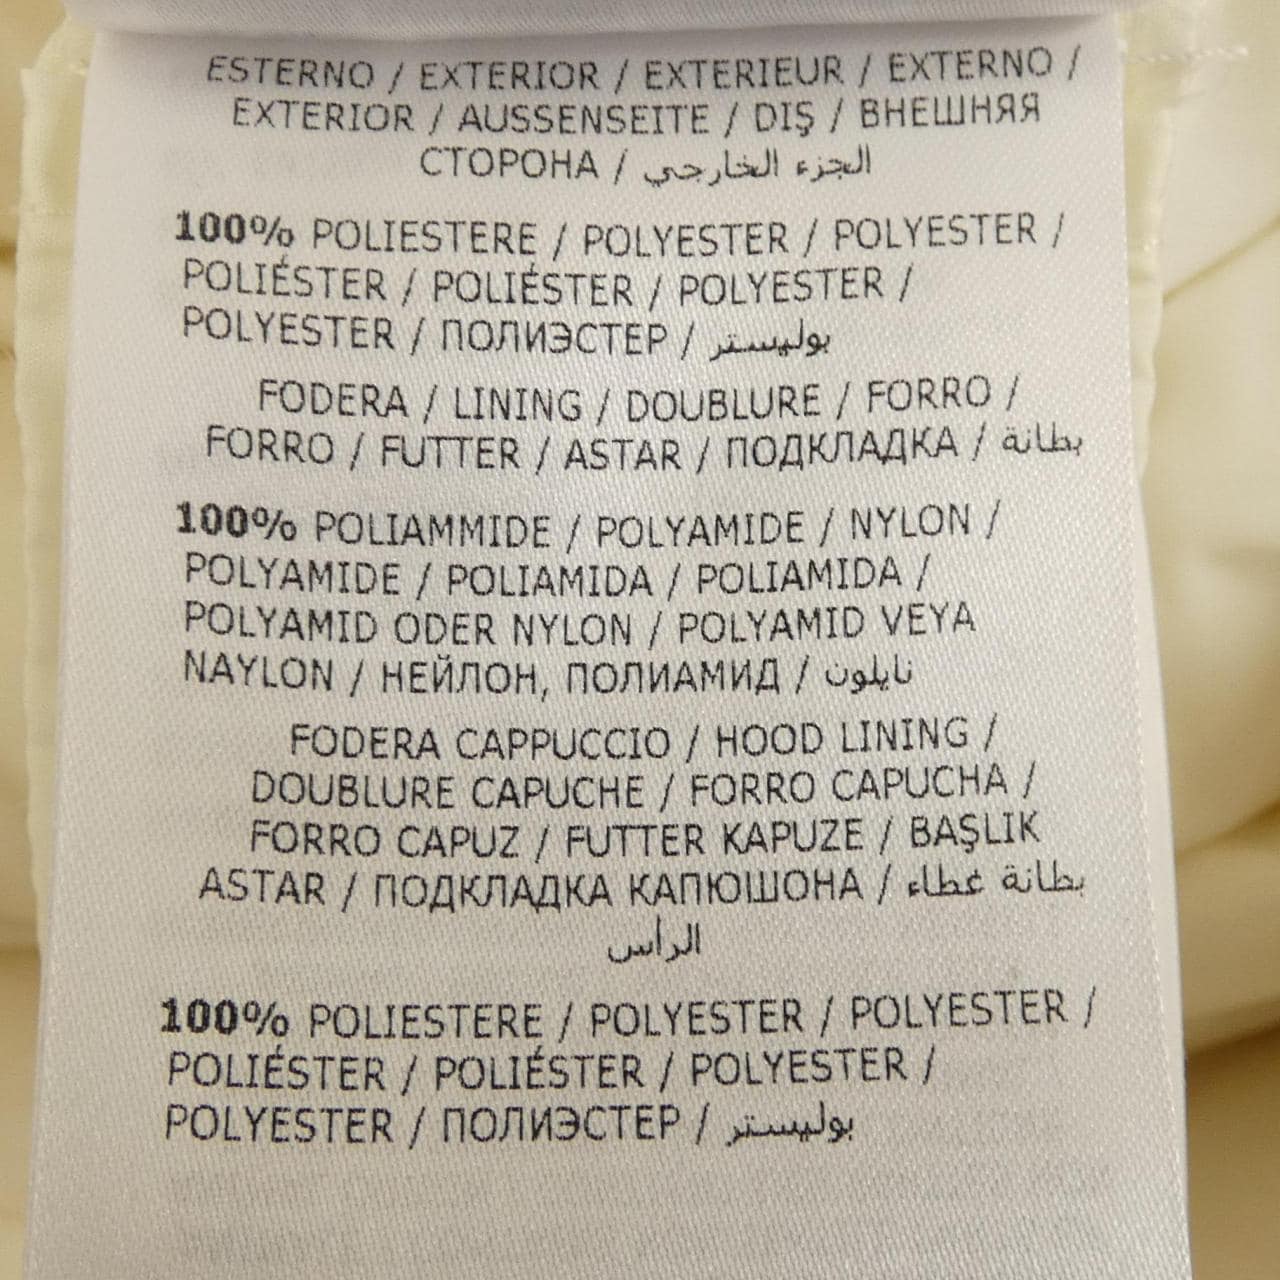 ESTERNO / EXTERIOR / EXTERIEUR / EXTERNO /
EXTERIOR / AUSSENSEITE / DIŞ / ВНЕШНЯЯ
СТОРОНА / الجزء الخارجي
100% POLIESTERE / POLYESTER / POLYESTER /
POLIÉSTER / POLIÉSTER / POLYESTER /
POLYESTER / ПОЛИЭСТЕР / بوليستر
FODERA / LINING / DOUBLURE / FORRO /
FORRO / FUTTER / ASTAR / ПОДКЛАДКА / بطانة
100% POLIAMMIDE / POLYAMIDE / NYLON /
POLYAMIDE / POLIAMIDA / POLIAMIDA /
POLYAMID ODER NYLON / POLYAMID VEYA
NAYLON / НЕЙЛОН, ПОЛИАМИД / نايلون
FODERA CAPPUCCIO / HOOD LINING /
DOUBLURE CAPUCHE / FORRO CAPUCHA /
FORRO CAPUZ / FUTTER KAPUZE / BAŞLIK
ASTAR / ПОДКЛАДКА КАПЮШОНА / بطانة غطاء
الرأس
100% POLIESTERE / POLYESTER / POLYESTER /
POLIÉSTER / POLIÉSTER / POLYESTER /
POLYESTER / ПОЛИЭСТЕР / بوليستر